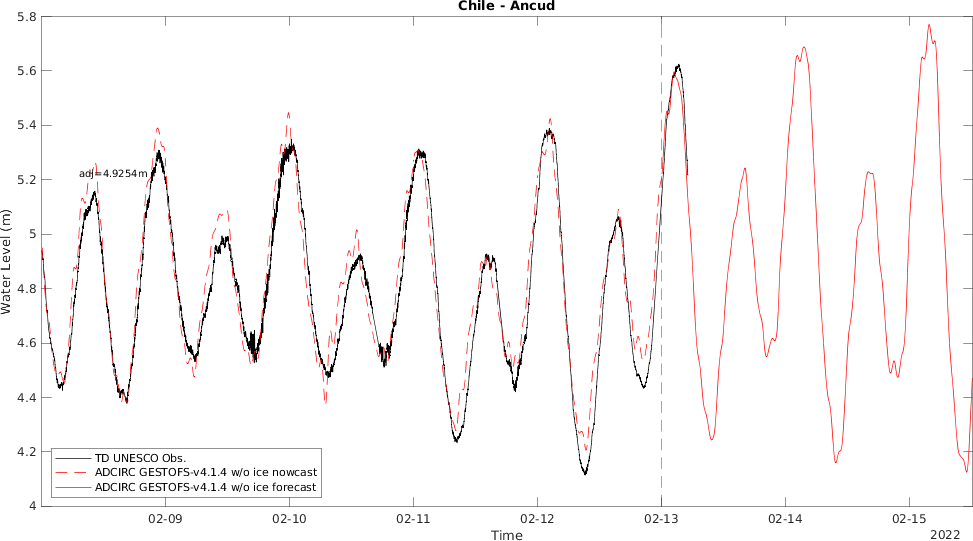 Chile - Ancud
5.8
5.6
5.4
5.2
5
4.8
4.6
4.4
4.2
4
Water Level (m)
adj=4.9254m
TD UNESCO Obs.
ADCIRC GESTOFS-v4.1.4 w/o ice nowcast
ADCIRC GESTOFS-v4.1.4 w/o ice forecast
02-09 02-10 02-11 02-12 02-13 02-14 02-15
Time
2022